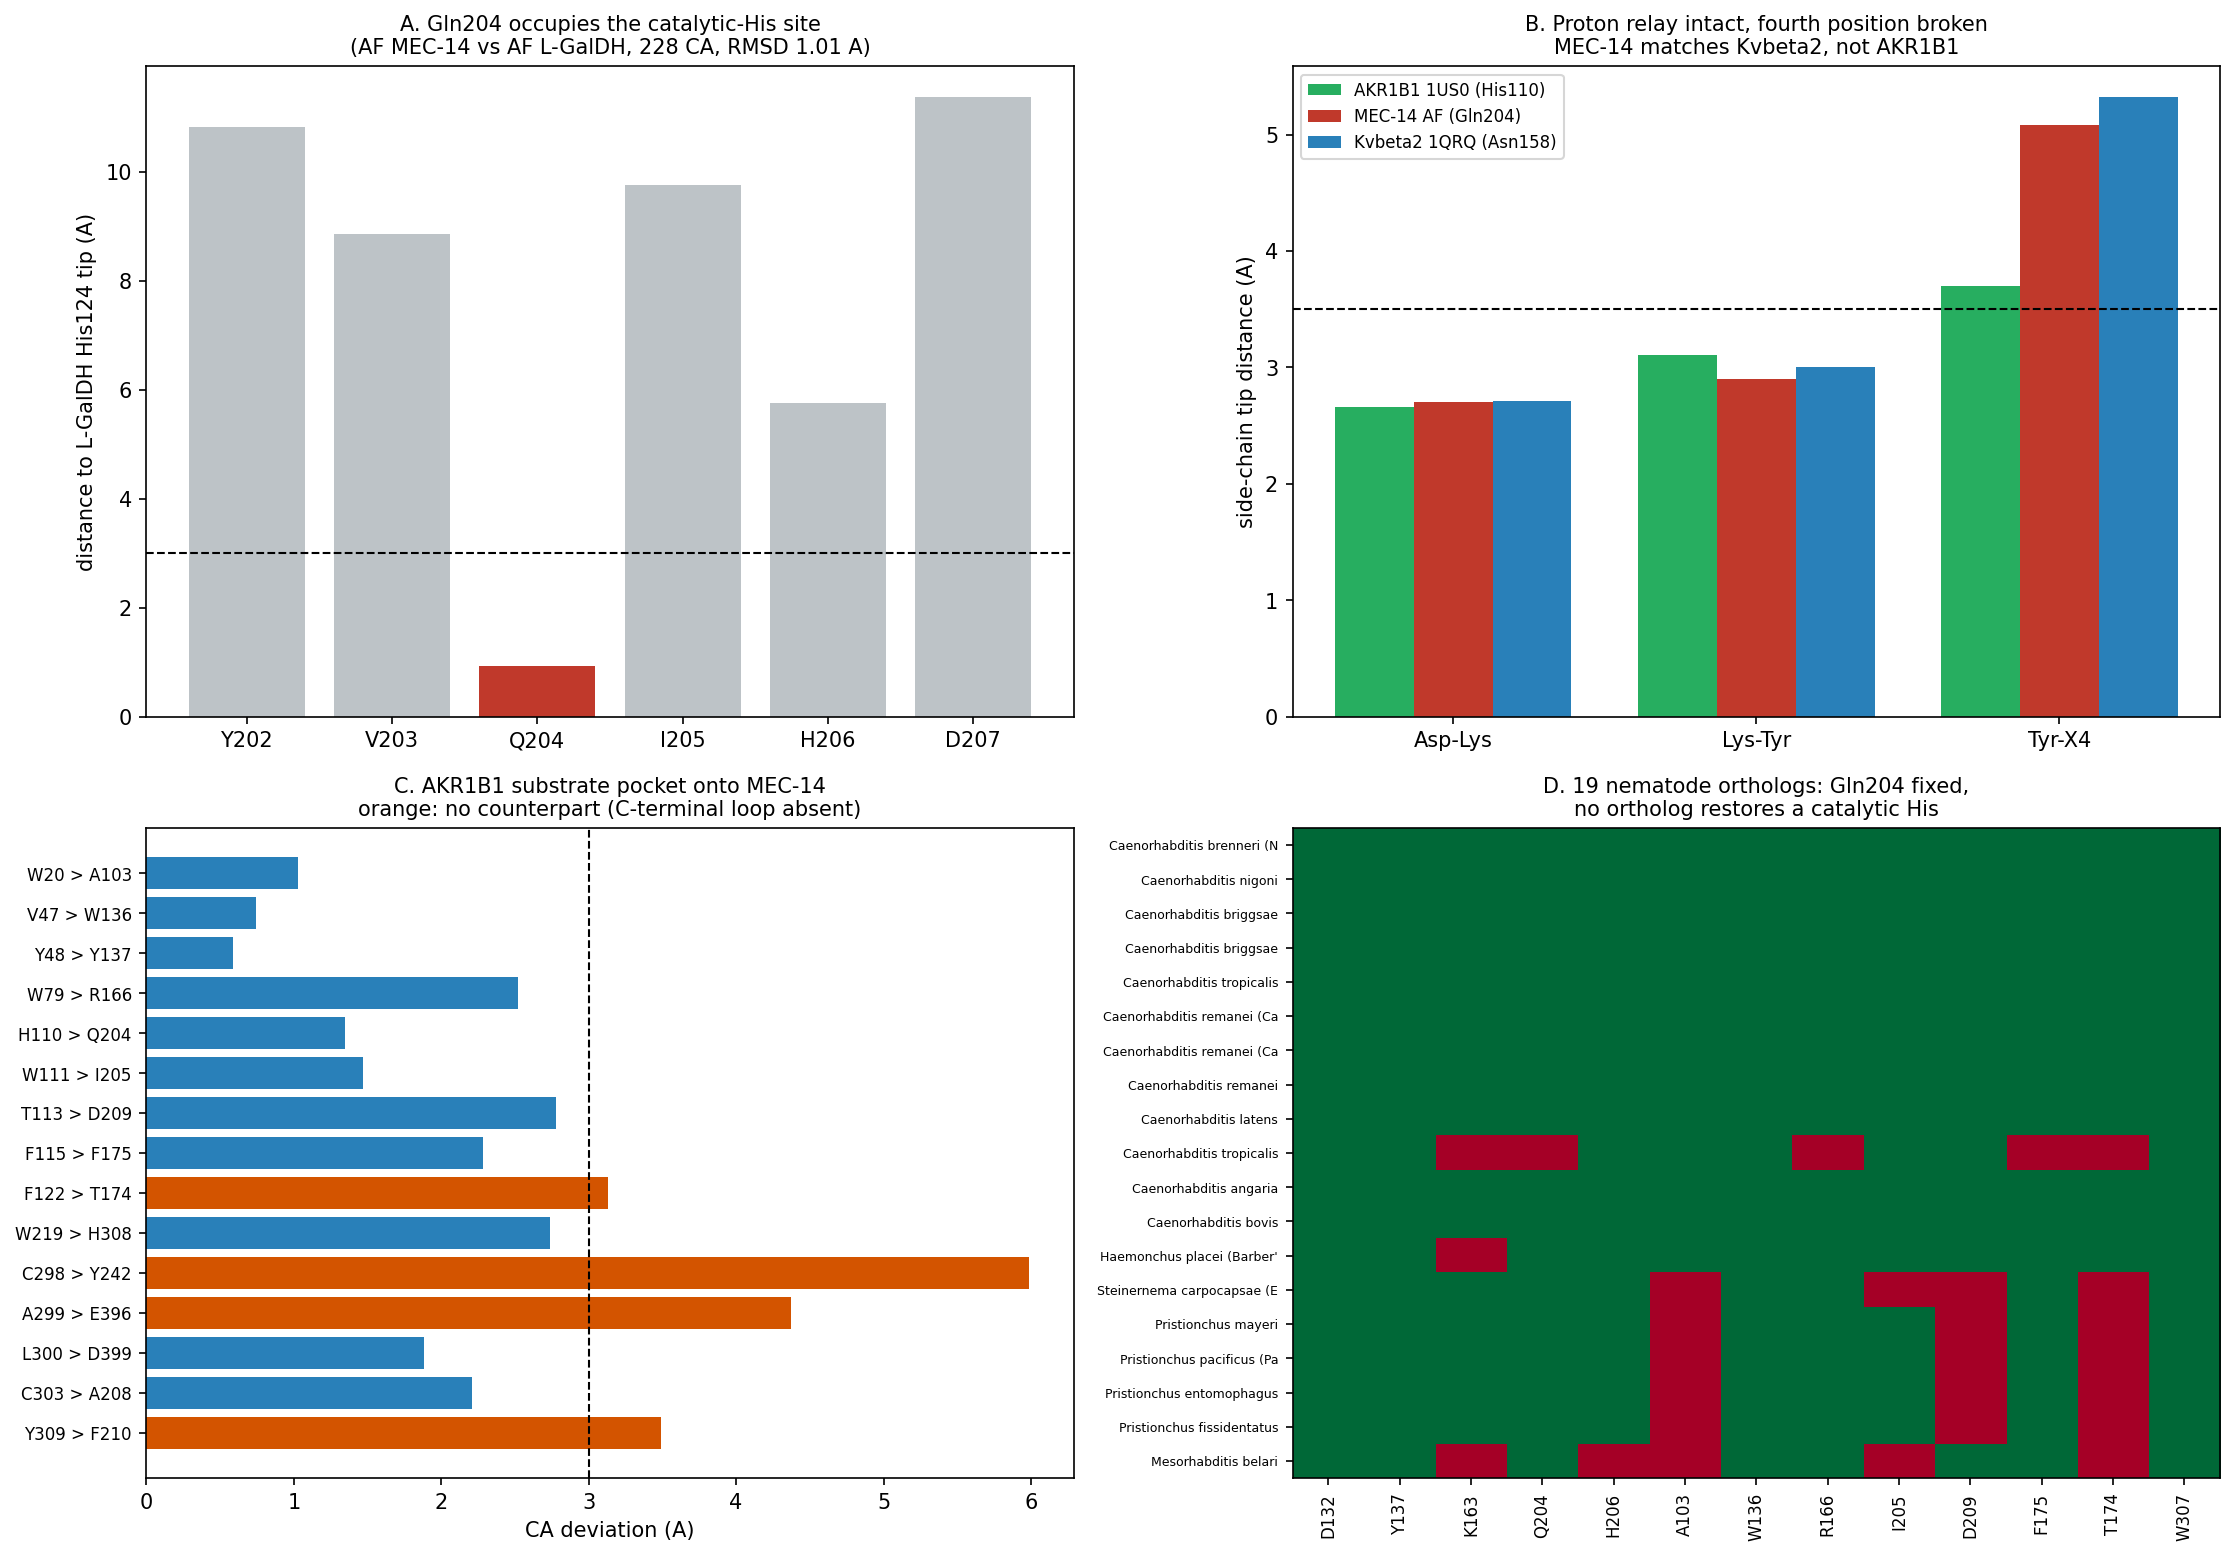 A. Gln204 occupies the catalytic-His site
(AF MEC-14 vs AF L-GalDH, 228 CA, RMSD 1.01 A)
distance to L-GalDH His124 tip (A)
10
8
6
4
2
0
Y202
V203
Q204
I205
H206
D207
B. Proton relay intact, fourth position broken
MEC-14 matches Kvbeta2, not AKR1B1
AKR1B1 1US0 (His110)
MEC-14 AF (Gln204)
Kvbeta2 1QRQ (Asn158)
side-chain tip distance (A)
5
4
3
2
1
0
Asp-Lys
Lys-Tyr
Tyr-X4
C. AKR1B1 substrate pocket onto MEC-14
orange: no counterpart (C-terminal loop absent)
W20 > A103
V47 > W136
Y48 > Y137
W79 > R166
H110 > Q204
W111 > I205
T113 > D209
F115 > F175
F122 > T174
W219 > H308
C298 > Y242
A299 > E396
L300 > D399
C303 > A208
Y309 > F210
0
1
2
3
4
5
6
CA deviation (A)
D. 19 nematode orthologs: Gln204 fixed,
no ortholog restores a catalytic His
Caenorhabditis brenneri (N
Caenorhabditis nigoni
Caenorhabditis briggsae
Caenorhabditis briggsae
Caenorhabditis tropicalis
Caenorhabditis remanei (Ca
Caenorhabditis remanei (Ca
Caenorhabditis remanei
Caenorhabditis latens
Caenorhabditis tropicalis
Caenorhabditis angaria
Caenorhabditis bovis
Haemonchus placei (Barber'
Steinernema carpocapsae (E
Pristionchus mayeri
Pristionchus pacificus (Pa
Pristionchus entomophagus
Pristionchus fissidentatus
Mesorhabditis belari
D132
Y137
K163
Q204
H206
A103
W136
R166
I205
D209
F175
T174
W307